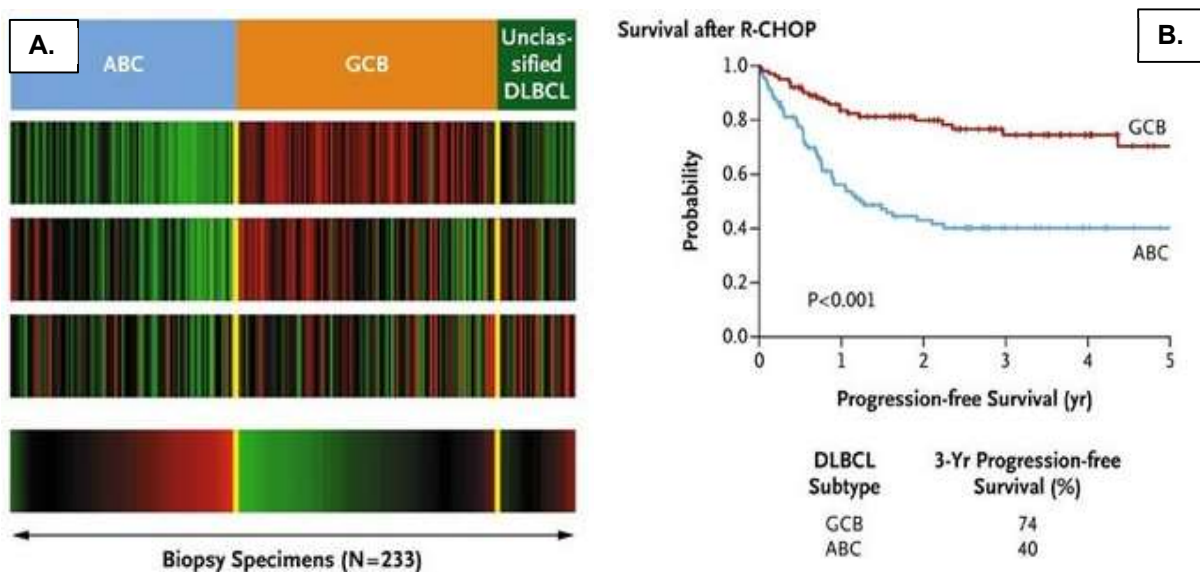 A.
ABC
GCB
Unclas-
sified
DLBCL
Biopsy Specimens (N=233)
B.
Survival after R-CHOP
Probability
1.0
0.8
0.6
0.4
0.2
0.0
GCB
ABC
P<0.001
0 1 2 3 4 5
Progression-free Survival (yr)
DLBCL 3-Yr Progression-free
Subtype Survival (%)
GCB 74
ABC 40